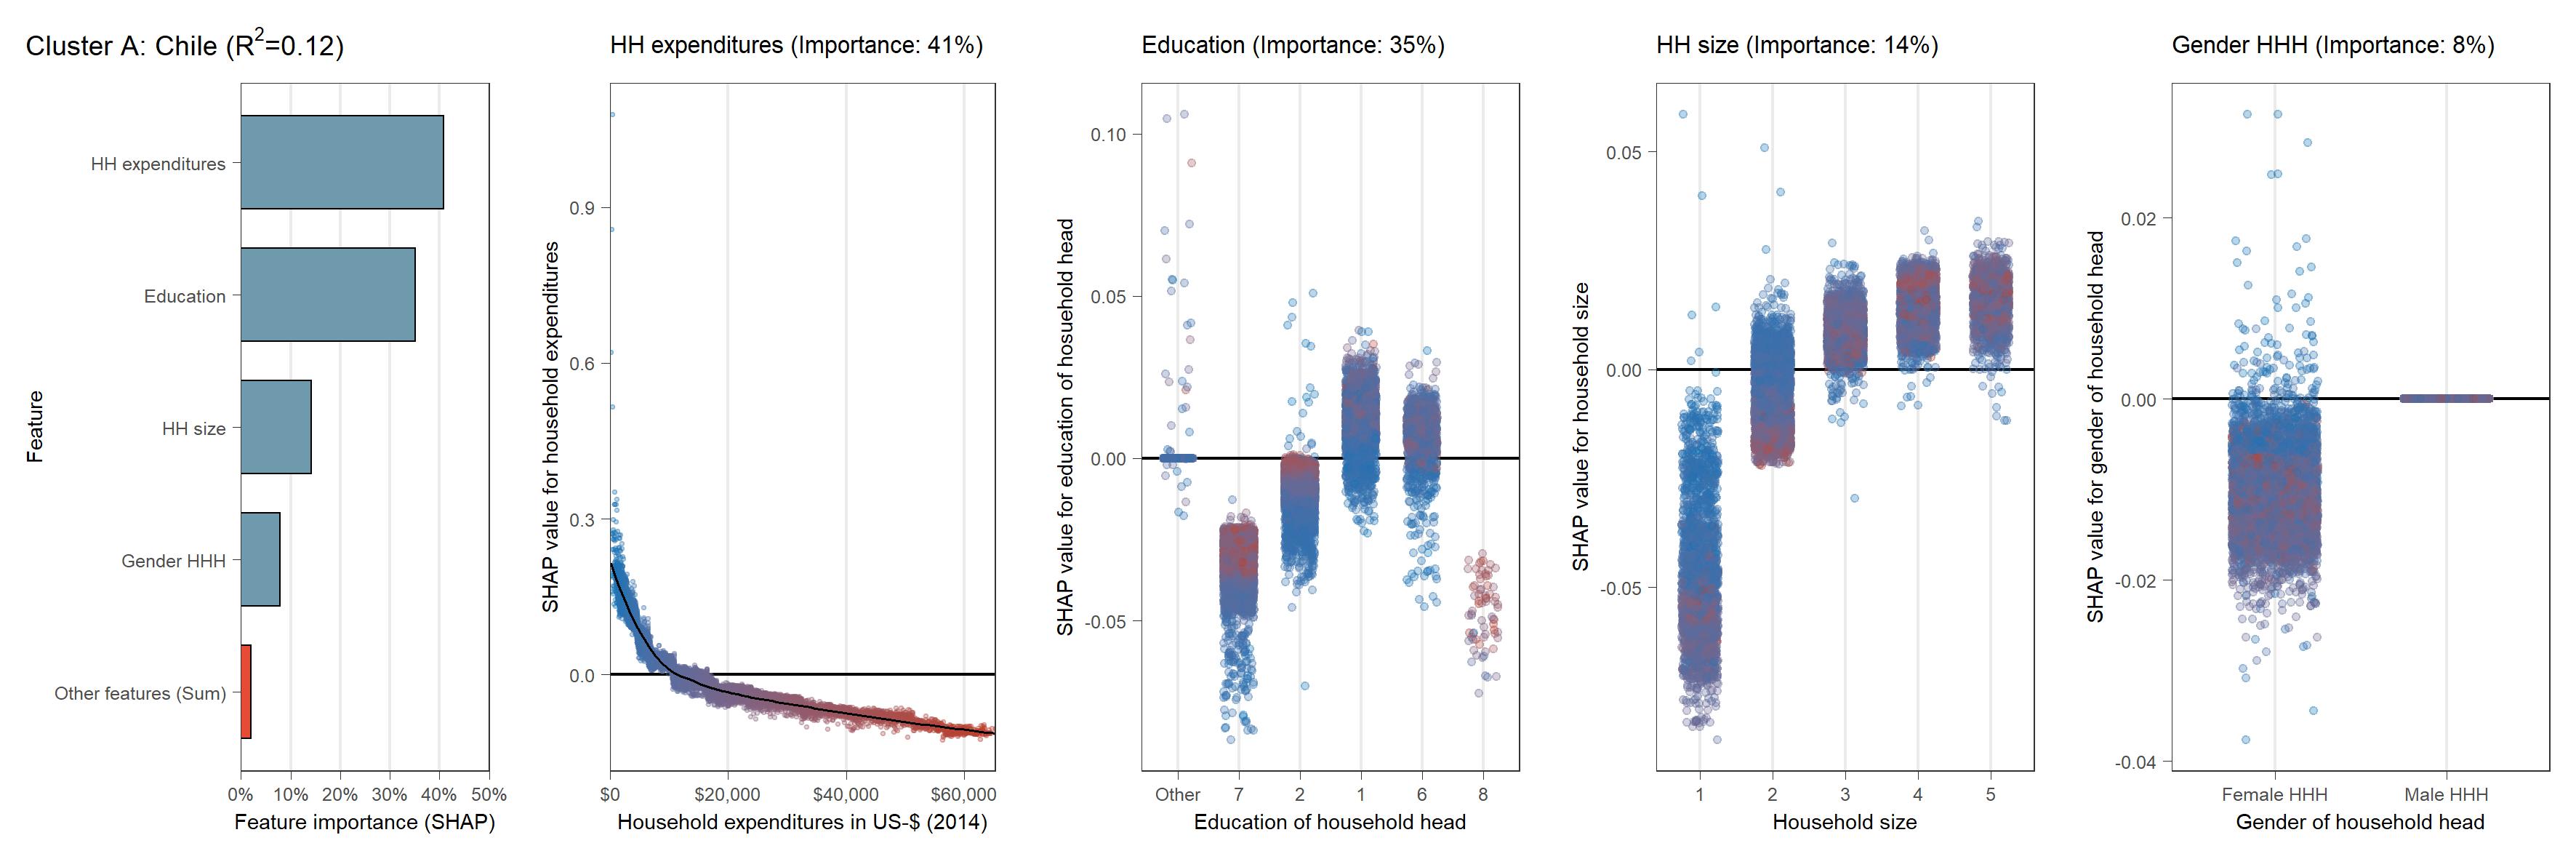 Cluster A: Chile (R2=0.12)
Feature
HH expenditures
Education
HH size
Gender HHH
Other features (Sum)
0% 10% 20% 30% 40% 50%
Feature importance (SHAP)
HH expenditures (Importance: 41%)
SHAP value for household expenditures
0.9
0.6
0.3
0.0
$0 $20,000 $40,000 $60,000
Household expenditures in US-$ (2014)
Education (Importance: 35%)
SHAP value for education of hosuehold head
0.10
0.05
0.00
-0.05
Other 7 2 1 6 8
Education of household head
HH size (Importance: 14%)
SHAP value for household size
0.05
0.00
-0.05
1 2 3 4 5
Household size
Gender HHH (Importance: 8%)
SHAP value for gender of household head
0.02
0.00
-0.02
-0.04
Female HHH Male HHH
Gender of household head